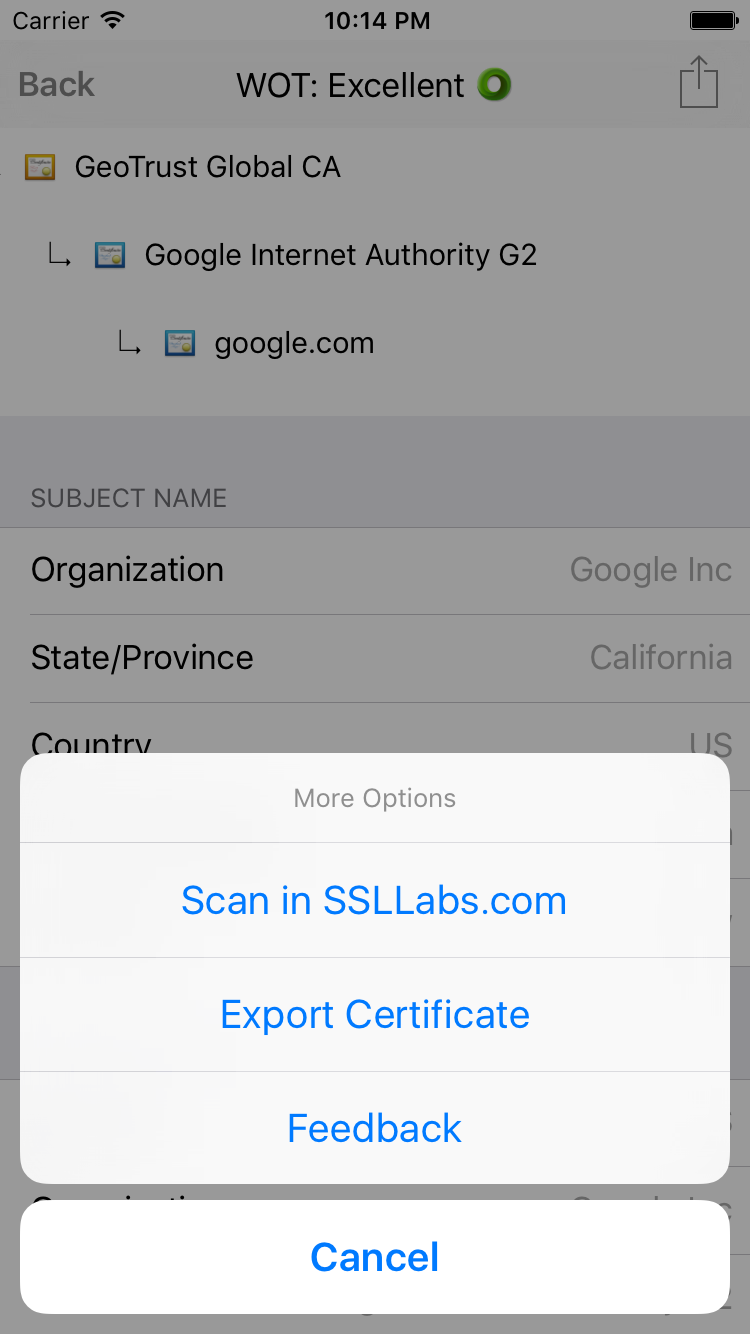 Carrier 10:14 PM
Back WOT: Excellent
GeoTrust Global CA
Google Internet Authority G2
google.com
SUBJECT NAME
Organization Google Inc
State/Province California
Country US
More Options
Scan in SSLLabs.com
Export Certificate
Feedback
Cancel